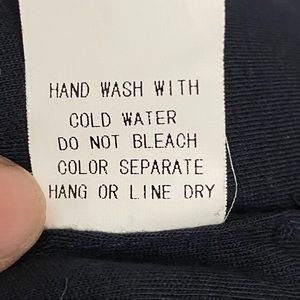 HAND WASH WITH
COLD WATER
DO NOT BLEACH
COLOR SEPARATE
HANG OR LINE DRY